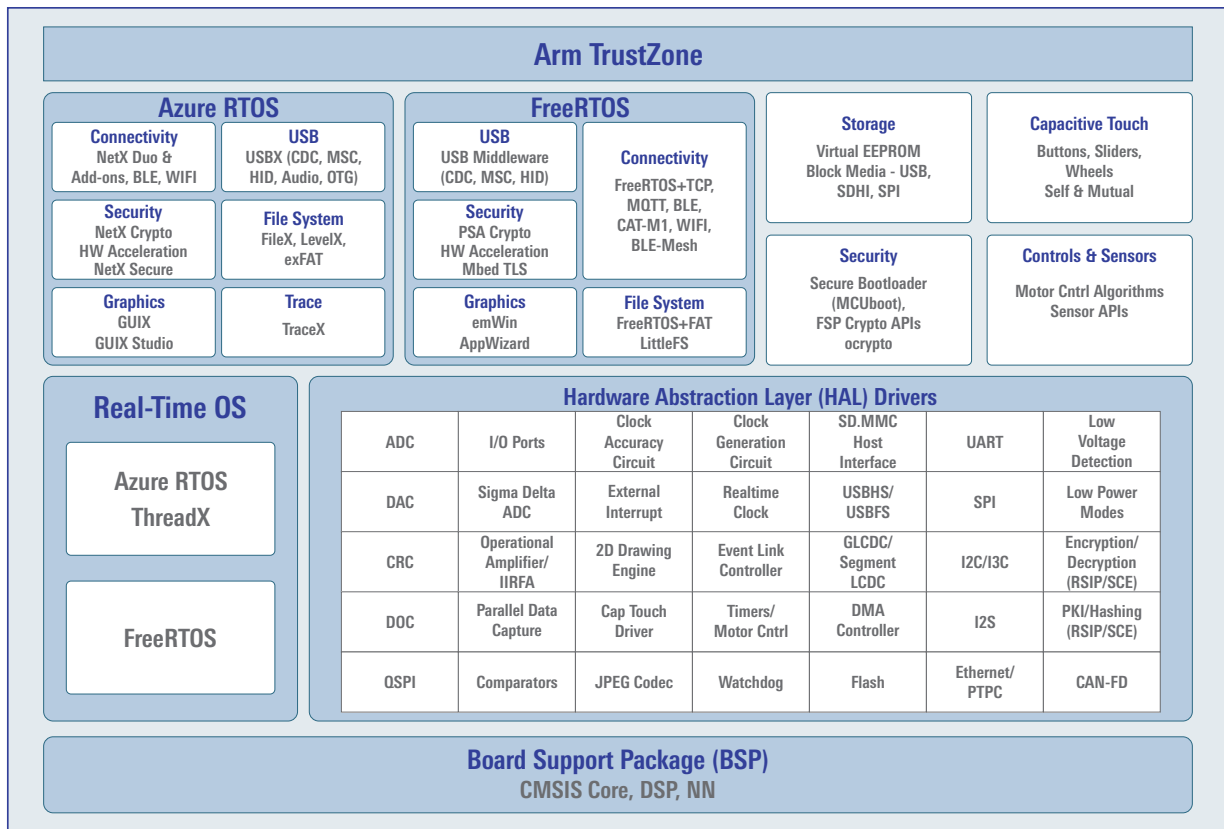 Arm TrustZone
Azure RTOS
Connectivity
NetX Duo &
Add-ons, BLE, WIFI
USB
USBX (CDC, MSC,
HID, Audio, OTG)
Security
NetX Crypto
HW Acceleration
NetX Secure
File System
FileX, LevelX,
exFAT
Graphics
GUIX
GUIX Studio
Trace
TraceX
FreeRTOS
USB
USB Middleware
(CDC, MSC, HID)
Security
PSA Crypto
HW Acceleration
Mbed TLS
Graphics
emWin
AppWizard
Connectivity
FreeRTOS+TCP,
MQTT, BLE,
CAT-M1, WIFI,
BLE-Mesh
File System
FreeRTOS+FAT
LittleFS
Storage
Virtual EEPROM
Block Media - USB,
SDHI, SPI
Capacitive Touch
Buttons, Sliders,
Wheels
Self & Mutual
Security
Secure Bootloader
(MCUboot),
FSP Crypto APIs
ocrypto
Controls & Sensors
Motor Cntrl Algorithms
Sensor APIs
Real-Time OS
Azure RTOS
ThreadX
FreeRTOS
Hardware Abstraction Layer (HAL) Drivers
ADC
I/O Ports
Clock
Accuracy
Circuit
Clock
Generation
Circuit
SD.MMC
Host
Interface
UART
Low
Voltage
Detection
DAC
Sigma Delta
ADC
External
Interrupt
Realtime
Clock
USBHS/
USBFS
SPI
Low Power
Modes
CRC
Operational
Amplifier/
IIRFA
2D Drawing
Engine
Event Link
Controller
GLCDC/
Segment
LCDC
I2C/I3C
Encryption/
Decryption
(RSIP/SCE)
DOC
Parallel Data
Capture
Cap Touch
Driver
Timers/
Motor Cntrl
DMA
Controller
I2S
PKI/Hashing
(RSIP/SCE)
QSPI
Comparators
JPEG Codec
Watchdog
Flash
Ethernet/
PTPC
CAN-FD
Board Support Package (BSP)
CMSIS Core, DSP, NN